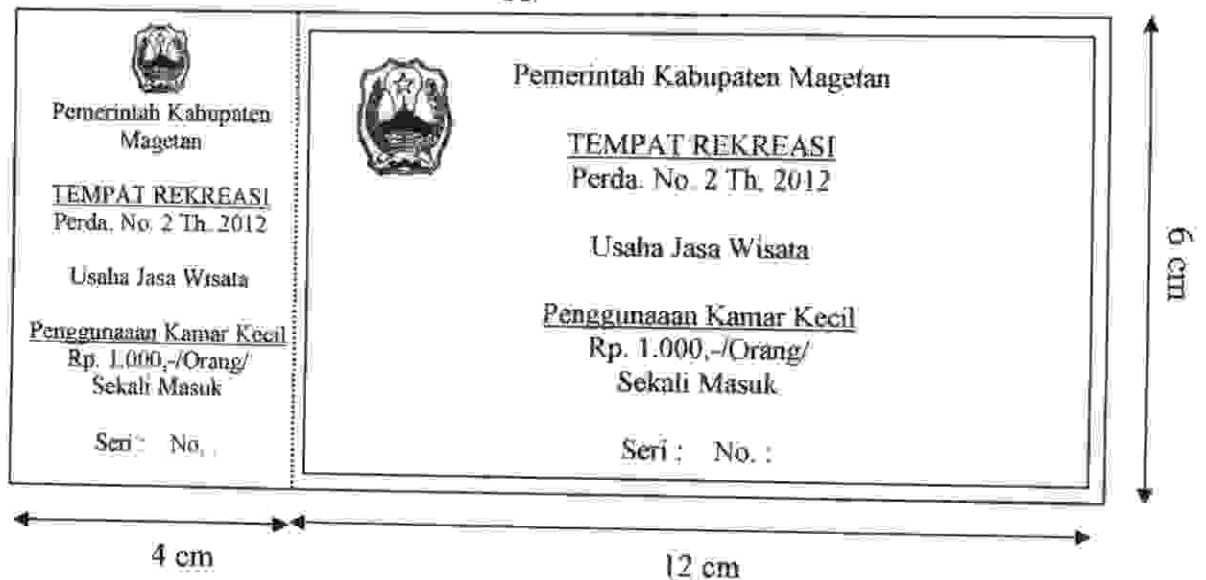 Pemerintah Kabupaten
Magetan
TEMPAT REKREASI
Perda. No. 2 Th. 2012
Usaha Jasa Wisata
Penggunaaan Kamar Kecil
Rp. 1.000,-/Orang/
Sekali Masuk
Seri : No. :
Pemerintah Kabupaten Magetan
TEMPAT REKREASI
Perda. No. 2 Th. 2012
Usaha Jasa Wisata
Penggunaaan Kamar Kecil
Rp. 1.000,-/Orang/
Sekali Masuk
Seri : No. :
6 cm
4 cm
12 cm